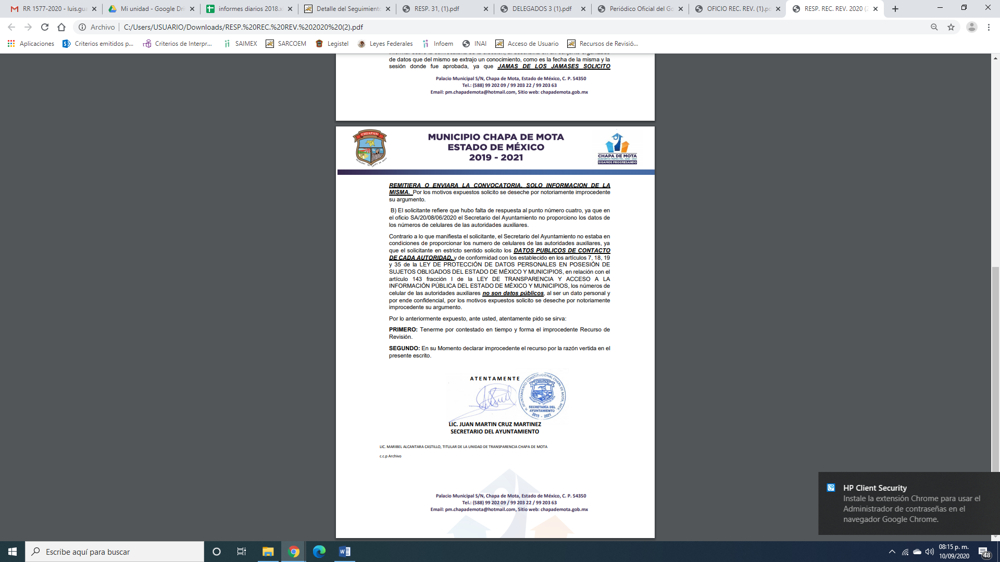 RR 1577-2020 - luis.gua
Mi unidad - Google Dri
informes diarios 2018.x
Detalle del Seguimiento
RESP. 31, (1).pdf
DELEGADOS 3 (1).pdf
Periódico Oficial del Go
OFICIO REC. REV. (1).pd
RESP. REC. REV. 2020 (2
Archivo
C:/Users/USUARIO/Downloads/RESP.%20REC.%20REV.%202020%20(2).pdf
Aplicaciones
Criterios emitidos p...
Criterios de Interpr...
SAIMEX
SARCOEM
Legistel
Leyes Federales
Infoem
INAI
Acceso de Usuario
Recursos de Revisió...
de datos que del mismo se extrajo un conocimiento, como es la fecha de la misma y la
sesión donde fue aprobada, ya que JAMAS DE LOS JAMASES SOLICITO
Palacio Municipal S/N, Chapa de Mota, Estado de México, C. P. 54350
Tel.: (588) 99 202 09 / 99 203 22 / 99 203 63
Email: pm.chapademota@hotmail.com, Sitio web: chapademota.gob.mx
CHIAPAN
MUNICIPIO CHAPA DE MOTA
ESTADO DE MÉXICO
2019 - 2021
CHAPA DE MOTA
GOBIERNO MUNICIPAL 2019 - 2021
SIGAMOS PROGRESANDO
REMITIERA O ENVIARA LA CONVOCATORIA, SOLO INFORMACION DE LA
MISMA. Por los motivos expuestos solicito se deseche por notoriamente improcedente
su argumento.
B) El solicitante refiere que hubo falta de respuesta al punto número cuatro, ya que en
el oficio SA/20/08/06/2020 el Secretario del Ayuntamiento no proporciono los datos de
los números de celulares de las autoridades auxiliares.
Contrario a lo que manifiesta el solicitante, el Secretario del Ayuntamiento no estaba en
condiciones de proporcionar los numero de celulares de las autoridades auxiliares, ya
que el solicitante en estricto sentido solicito los DATOS PUBLICOS DE CONTACTO
DE CADA AUTORIDAD, y de conformidad con los establecido en los artículos 7, 18, 19
y 35 de la LEY DE PROTECCIÓN DE DATOS PERSONALES EN POSESIÓN DE
SUJETOS OBLIGADOS DEL ESTADO DE MÉXICO Y MUNICIPIOS, en relación con el
artículo 143 fracción I de la LEY DE TRANSPARENCIA Y ACCESO A LA
INFORMACIÓN PÚBLICA DEL ESTADO DE MÉXICO Y MUNICIPIOS, los números de
celular de las autoridades auxiliares no son datos públicos, al ser un dato personal y
por ende confidencial, por los motivos expuestos solicito se deseche por notoriamente
improcedente su argumento.
Por lo anteriormente expuesto, ante usted, atentamente pido se sirva:
PRIMERO: Tenerme por contestado en tiempo y forma el improcedente Recurso de
Revisión.
SEGUNDO: En su Momento declarar improcedente el recurso por la razón vertida en el
presente escrito.
ATENTAMENTE
H. AYUNTAMIENTO CONSTITUCIONAL CHAPA DE MOTA, MEX.
SECRETARÍA DEL
AYUNTAMIENTO
2019 - 2021
LIC. JUAN MARTIN CRUZ MARTINEZ
SECRETARIO DEL AYUNTAMIENTO
LIC. MARIBEL ALCANTARA CASTILLO, TITULAR DE LA UNIDAD DE TRANSPARENCIA CHAPA DE MOTA
c.c.p Archivo
Palacio Municipal S/N, Chapa de Mota, Estado de México, C. P. 54350
Tel.: (588) 99 202 09 / 99 203 22 / 99 203 63
Email: pm.chapademota@hotmail.com, Sitio web: chapademota.gob.mx
HP Client Security
Instale la extensión Chrome para usar el
Administrador de contraseñas en el
navegador Google Chrome.
Escribe aquí para buscar
08:15 p. m.
10/09/2020
48